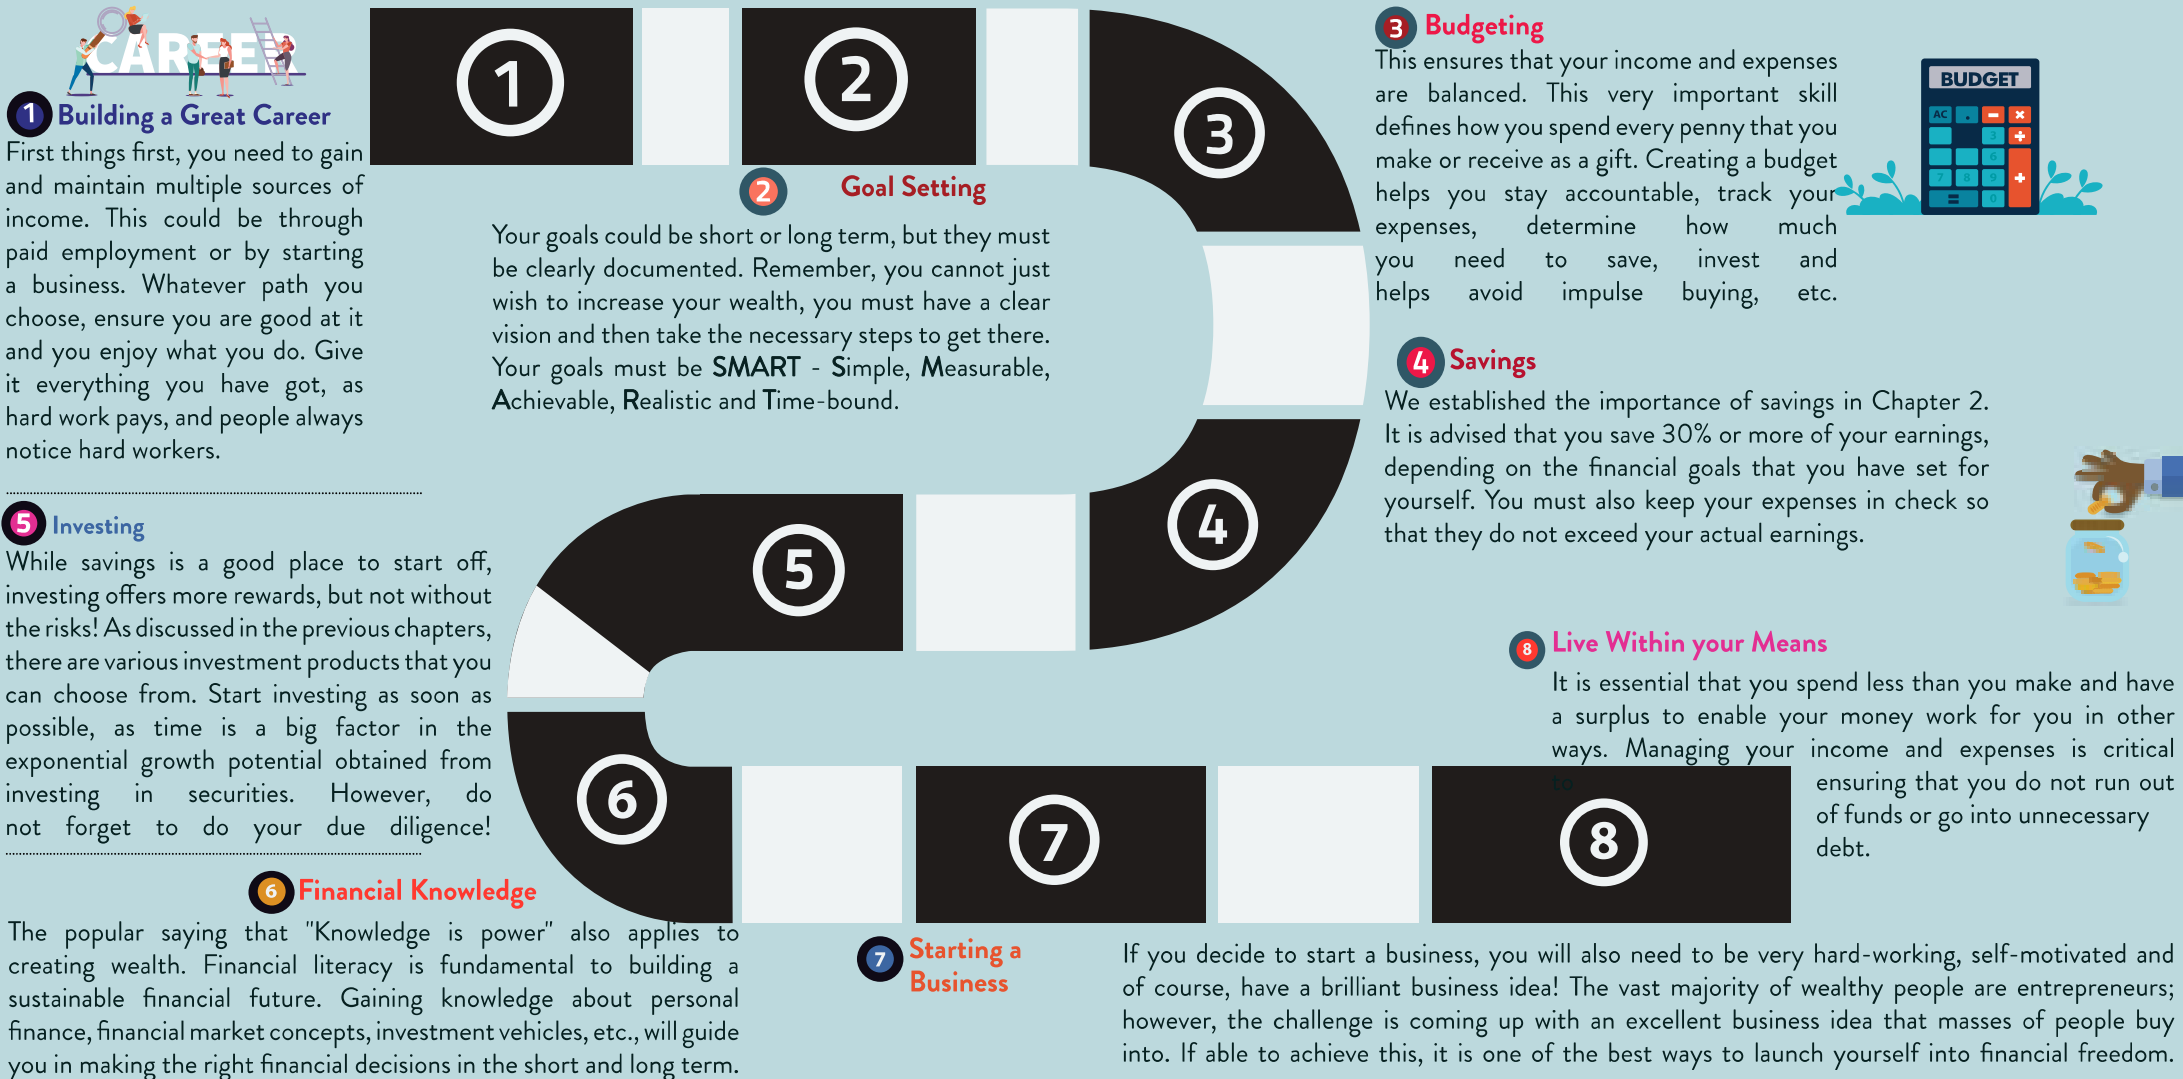 CAREER
1 Building a Great Career
First things first, you need to gain
and maintain multiple sources of
income. This could be through
paid employment or by starting
a business. Whatever path you
choose, ensure you are good at it
and you enjoy what you do. Give
it everything you have got, as
hard work pays, and people always
notice hard workers.
1
2
3
4
5
6
7
8
2 Goal Setting
Your goals could be short or long term, but they must
be clearly documented. Remember, you cannot just
wish to increase your wealth, you must have a clear
vision and then take the necessary steps to get there.
Your goals must be SMART - Simple, Measurable,
Achievable, Realistic and Time-bound.
3 Budgeting
This ensures that your income and expenses
are balanced. This very important skill
defines how you spend every penny that you
make or receive as a gift. Creating a budget
helps you stay accountable, track your
expenses, determine how much
you need to save, invest and
helps avoid impulse buying, etc.
BUDGET
AC . − ×
3 +
6
7 8 9 +
= 0
4 Savings
We established the importance of savings in Chapter 2.
It is advised that you save 30% or more of your earnings,
depending on the financial goals that you have set for
yourself. You must also keep your expenses in check so
that they do not exceed your actual earnings.
5 Investing
While savings is a good place to start off,
investing offers more rewards, but not without
the risks! As discussed in the previous chapters,
there are various investment products that you
can choose from. Start investing as soon as
possible, as time is a big factor in the
exponential growth potential obtained from
investing in securities. However, do
not forget to do your due diligence!
6 Financial Knowledge
The popular saying that "Knowledge is power" also applies to
creating wealth. Financial literacy is fundamental to building a
sustainable financial future. Gaining knowledge about personal
finance, financial market concepts, investment vehicles, etc., will guide
you in making the right financial decisions in the short and long term.
7 Starting a
Business
If you decide to start a business, you will also need to be very hard-working, self-motivated and
of course, have a brilliant business idea! The vast majority of wealthy people are entrepreneurs;
however, the challenge is coming up with an excellent business idea that masses of people buy
into. If able to achieve this, it is one of the best ways to launch yourself into financial freedom.
8 Live Within your Means
It is essential that you spend less than you make and have
a surplus to enable your money work for you in other
ways. Managing your income and expenses is critical
to ensuring that you do not run out
of funds or go into unnecessary
debt.